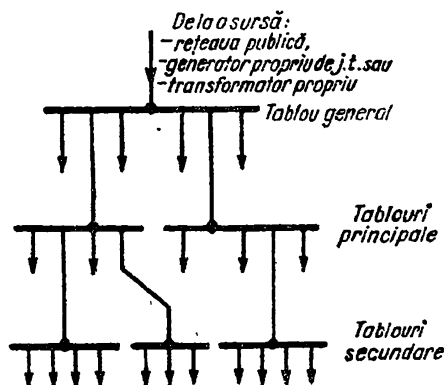 De la o sursă:
-rețeaua publică,
-generator propriu de j.t. sau
-transformator propriu
Tablou general
Tablouri
principale
Tablouri
secundare